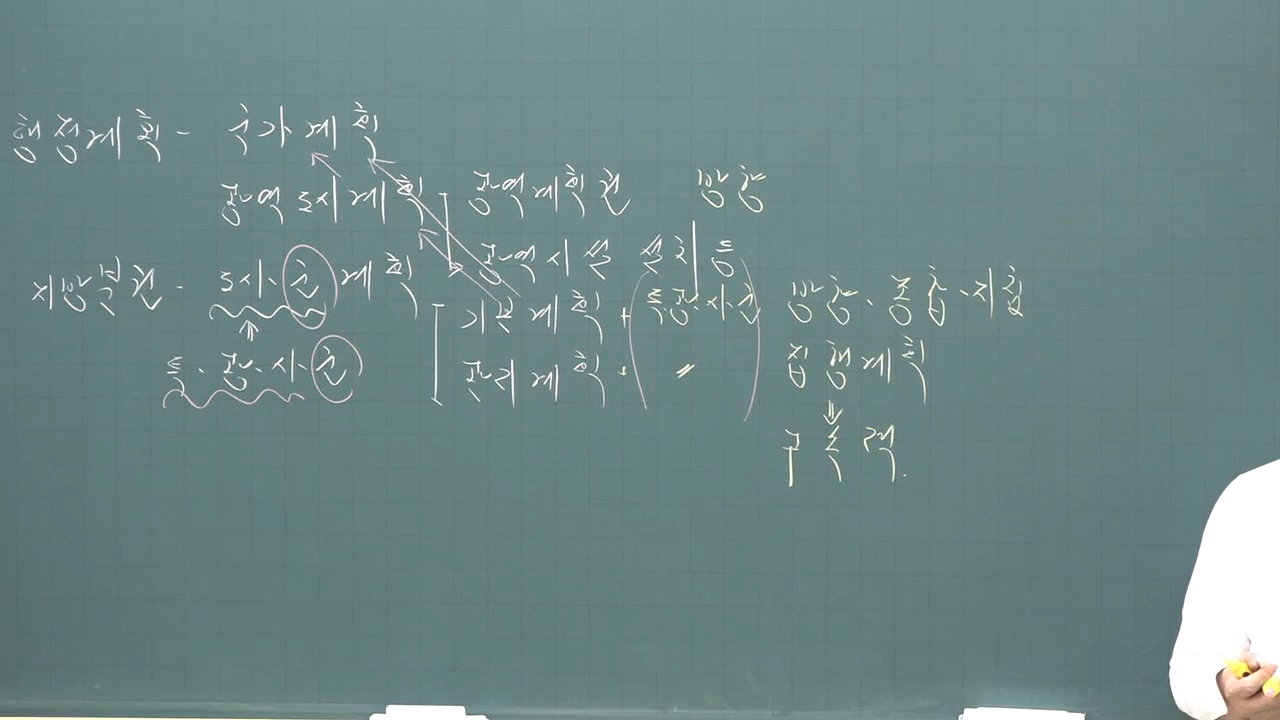 행정계획 - 국가계획
광역도시계획 광역계획권 방향
광역시설 설치 등
지방분권 - 도시·군계획
기본계획 + (특·광·시·군 방향·종합·지침
특·광·시·군 관리계획 + ( 〃 ) 집행계획
⇓
구속력.